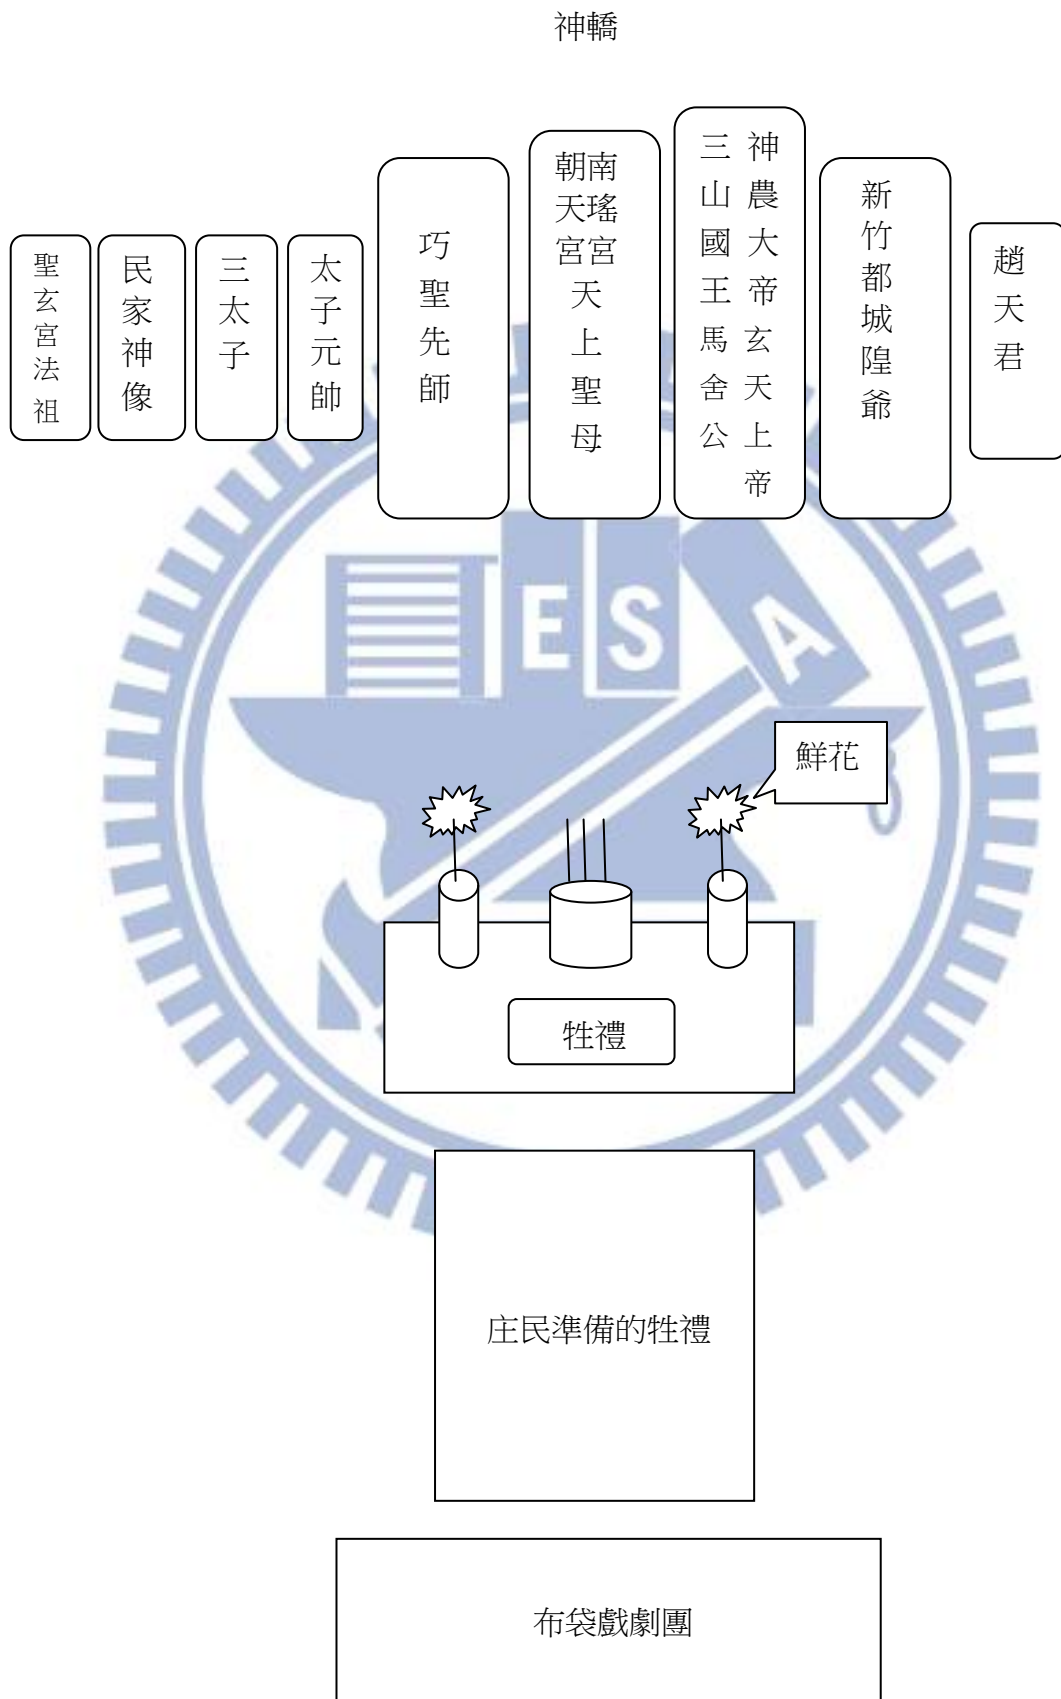 神轎
聖玄宮法祖
民家神像
三太子
太子元帥
巧聖先師
南瑤宮
朝天宮
天上聖母
神農大帝玄天上帝
三山國王馬舍公
新竹都城隍爺
趙天君
ESA
鮮花
牲禮
庄民準備的牲禮
布袋戲劇團